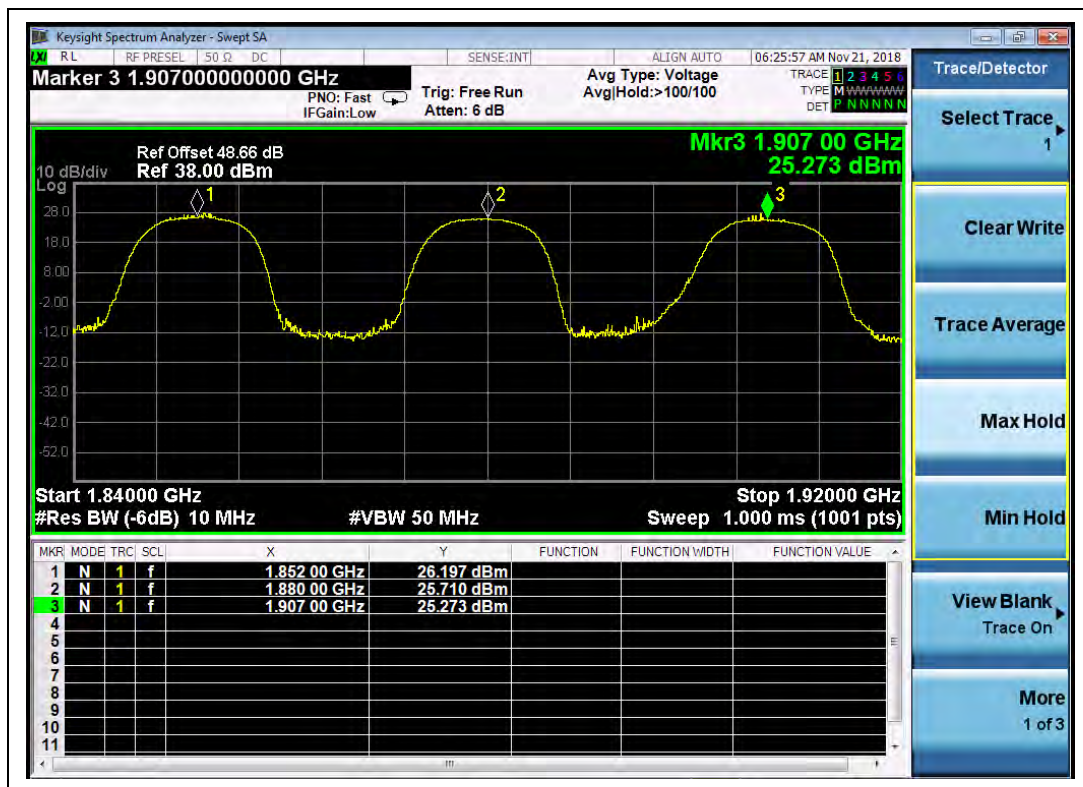 Keysight Spectrum Analyzer - Swept SA
LXI RL RF PRESEL 50 Ω DC SENSE:INT ALIGN AUTO 06:25:57 AM Nov 21, 2018
Marker 3 1.907000000000 GHz
PNO: Fast
IFGain:Low
Trig: Free Run
Atten: 6 dB
Avg Type: Voltage
Avg|Hold:>100/100
TRACE 1 2 3 4 5 6
TYPE M WWWWW
DET P N N N N N
Trace/Detector
Select Trace
1
Clear Write
Trace Average
Max Hold
Min Hold
View Blank
Trace On
More
1 of 3
Mkr3 1.907 00 GHz
25.273 dBm
Ref Offset 48.66 dB
10 dB/div Ref 38.00 dBm
Log
1
2
3
28.0
18.0
8.00
-2.00
-12.0
-22.0
-32.0
-42.0
-52.0
Start 1.84000 GHz Stop 1.92000 GHz
#Res BW (-6dB) 10 MHz #VBW 50 MHz Sweep 1.000 ms (1001 pts)
MKR MODE TRC SCL X Y FUNCTION FUNCTION WIDTH FUNCTION VALUE
1 N 1 f 1.852 00 GHz 26.197 dBm
2 N 1 f 1.880 00 GHz 25.710 dBm
3 N 1 f 1.907 00 GHz 25.273 dBm
4
5
6
7
8
9
10
11